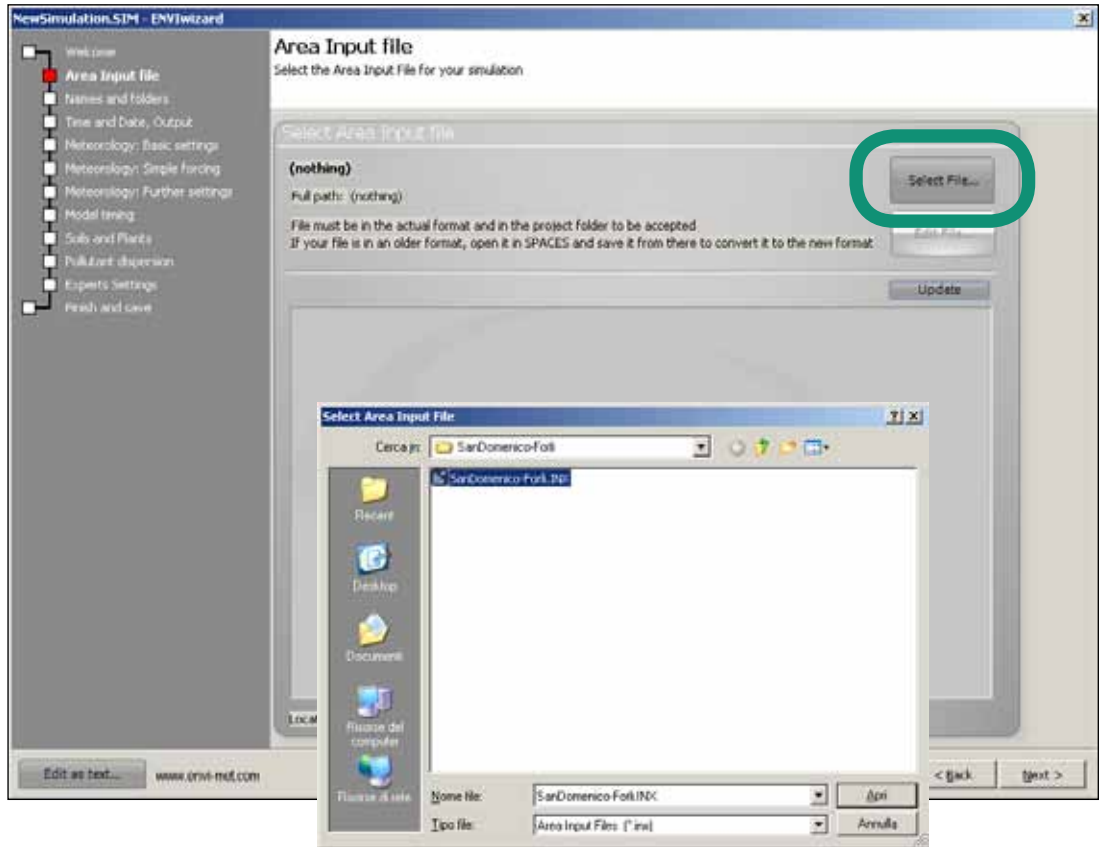 NewSimulation.SIM - ENVIwizard
Welcome
Area Input file
Names and folders
Time and Date, Output
Meteorology: Basic settings
Meteorology: Simple forcing
Meteorology: Further settings
Model timing
Soils and Plants
Pollutant dispersion
Experts Settings
Finish and save
Area Input file
Select the Area Input File for your simulation
Select Area Input file
(nothing)
Full path: (nothing)
File must be in the actual format and in the project folder to be accepted
If your file is in an older format, open it in SPACES and save it from there to convert it to the new format
Select File...
Edit File...
Update
Select Area Input File
Cerca in:
SanDomenico-Forlì
SanDomenico-Forlì.INX
Recent
Desktop
Documenti
Risorse del
computer
Risorse di rete
Nome file:
SanDomenico-Forlì.INX
Apri
Tipo file:
Area Input Files (*.inx)
Annulla
Edit as text...
www.envi-met.com
< Back
Next >